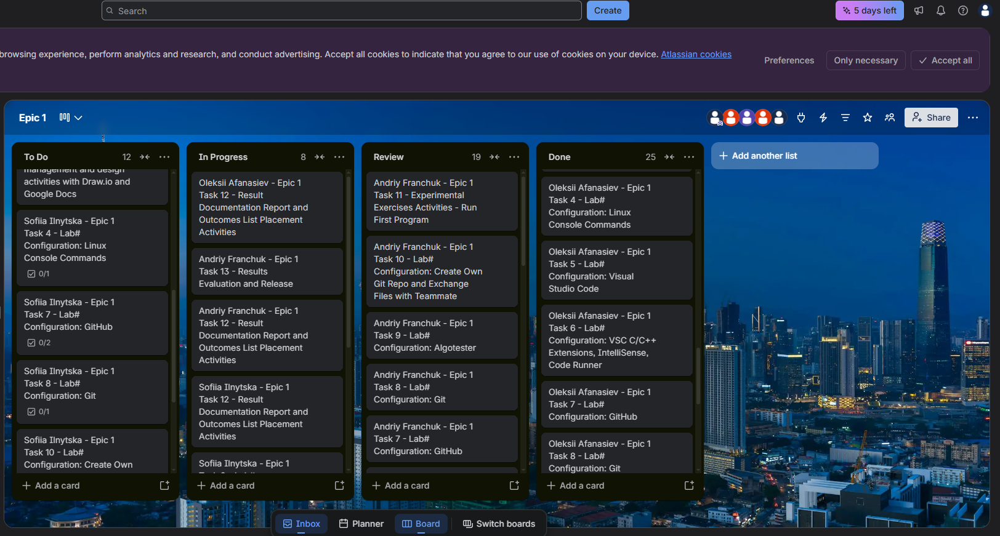 Search
Create
5 days left
browsing experience, perform analytics and research, and conduct advertising. Accept all cookies to indicate that you agree to our use of cookies on your device. Atlassian cookies
Preferences
Only necessary
Accept all
Epic 1
Share
To Do
12
management and design
activities with Draw.io and
Google Docs
Sofiia Ilnytska - Epic 1
Task 4 - Lab#
Configuration: Linux
Console Commands
0/1
Sofiia Ilnytska - Epic 1
Task 7 - Lab#
Configuration: GitHub
0/2
Sofiia Ilnytska - Epic 1
Task 8 - Lab#
Configuration: Git
0/1
Sofiia Ilnytska - Epic 1
Task 10 - Lab#
Configuration: Create Own
Add a card
In Progress
8
Oleksii Afanasiev - Epic 1
Task 12 - Result
Documentation Report and
Outcomes List Placement
Activities
Andriy Franchuk - Epic 1
Task 13 - Results
Evaluation and Release
Andriy Franchuk - Epic 1
Task 12 - Result
Documentation Report and
Outcomes List Placement
Activities
Sofiia Ilnytska - Epic 1
Task 12 - Result
Documentation Report and
Outcomes List Placement
Activities
Sofiia Ilnytska - Epic 1
Add a card
Review
19
Andriy Franchuk - Epic 1
Task 11 - Experimental
Exercises Activities - Run
First Program
Andriy Franchuk - Epic 1
Task 10 - Lab#
Configuration: Create Own
Git Repo and Exchange
Files with Teammate
Andriy Franchuk - Epic 1
Task 9 - Lab#
Configuration: Algotester
Andriy Franchuk - Epic 1
Task 8 - Lab#
Configuration: Git
Andriy Franchuk - Epic 1
Task 7 - Lab#
Configuration: GitHub
Add a card
Done
25
Oleksii Afanasiev - Epic 1
Task 4 - Lab#
Configuration: Linux
Console Commands
Oleksii Afanasiev - Epic 1
Task 5 - Lab#
Configuration: Visual
Studio Code
Oleksii Afanasiev - Epic 1
Task 6 - Lab#
Configuration: VSC C/C++
Extensions, IntelliSense,
Code Runner
Oleksii Afanasiev - Epic 1
Task 7 - Lab#
Configuration: GitHub
Oleksii Afanasiev - Epic 1
Task 8 - Lab#
Configuration: Git
Add a card
Add another list
Inbox
Planner
Board
Switch boards